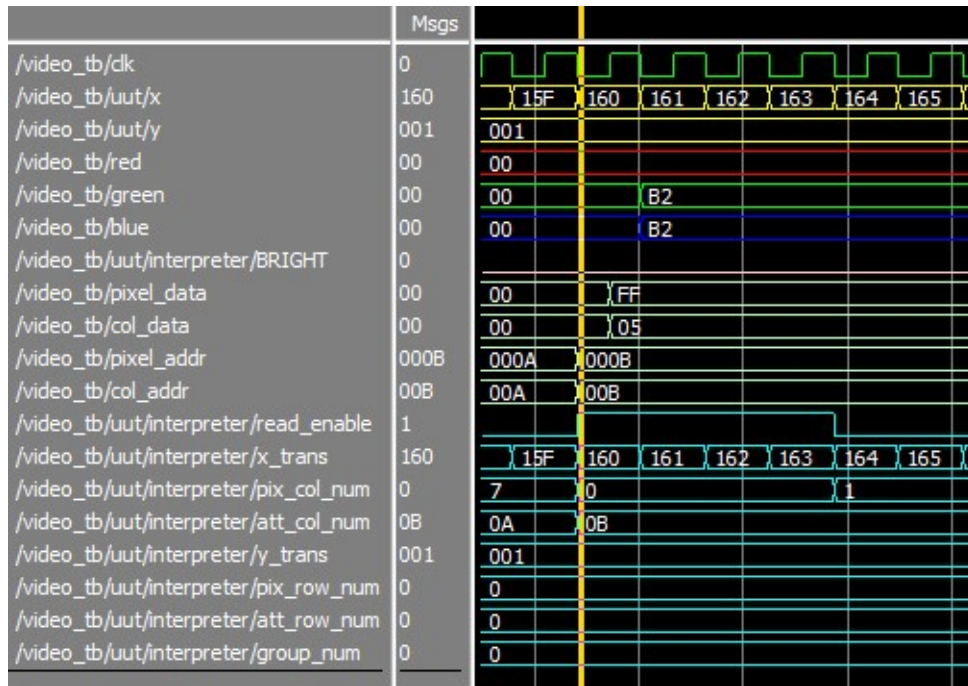 Msgs
/video_tb/clk 0
/video_tb/uut/x 160 15F 160 161 162 163 164 165
/video_tb/uut/y 001 001
/video_tb/red 00 00
/video_tb/green 00 00 B2
/video_tb/blue 00 00 B2
/video_tb/uut/interpreter/BRIGHT 0
/video_tb/pixel_data 00 00 FF
/video_tb/col_data 00 00 05
/video_tb/pixel_addr 000B 000A 000B
/video_tb/col_addr 00B 00A 00B
/video_tb/uut/interpreter/read_enable 1
/video_tb/uut/interpreter/x_trans 160 15F 160 161 162 163 164 165
/video_tb/uut/interpreter/pix_col_num 0 7 0 1
/video_tb/uut/interpreter/att_col_num 0B 0A 0B
/video_tb/uut/interpreter/y_trans 001 001
/video_tb/uut/interpreter/pix_row_num 0 0
/video_tb/uut/interpreter/att_row_num 0 0
/video_tb/uut/interpreter/group_num 0 0